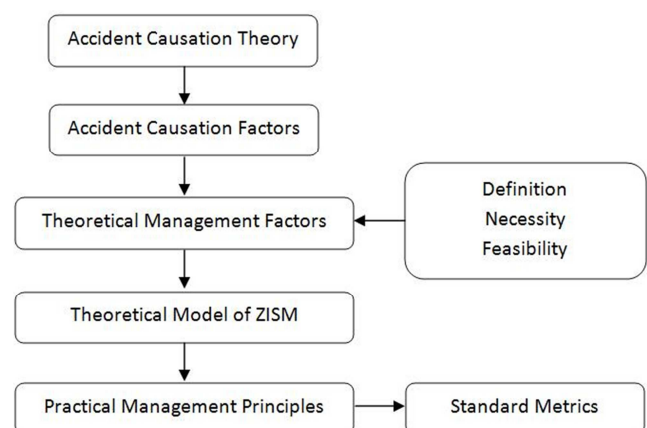 Accident Causation Theory
Accident Causation Factors
Theoretical Management Factors
Definition
Necessity
Feasibility
Theoretical Model of ZISM
Practical Management Principles
Standard Metrics